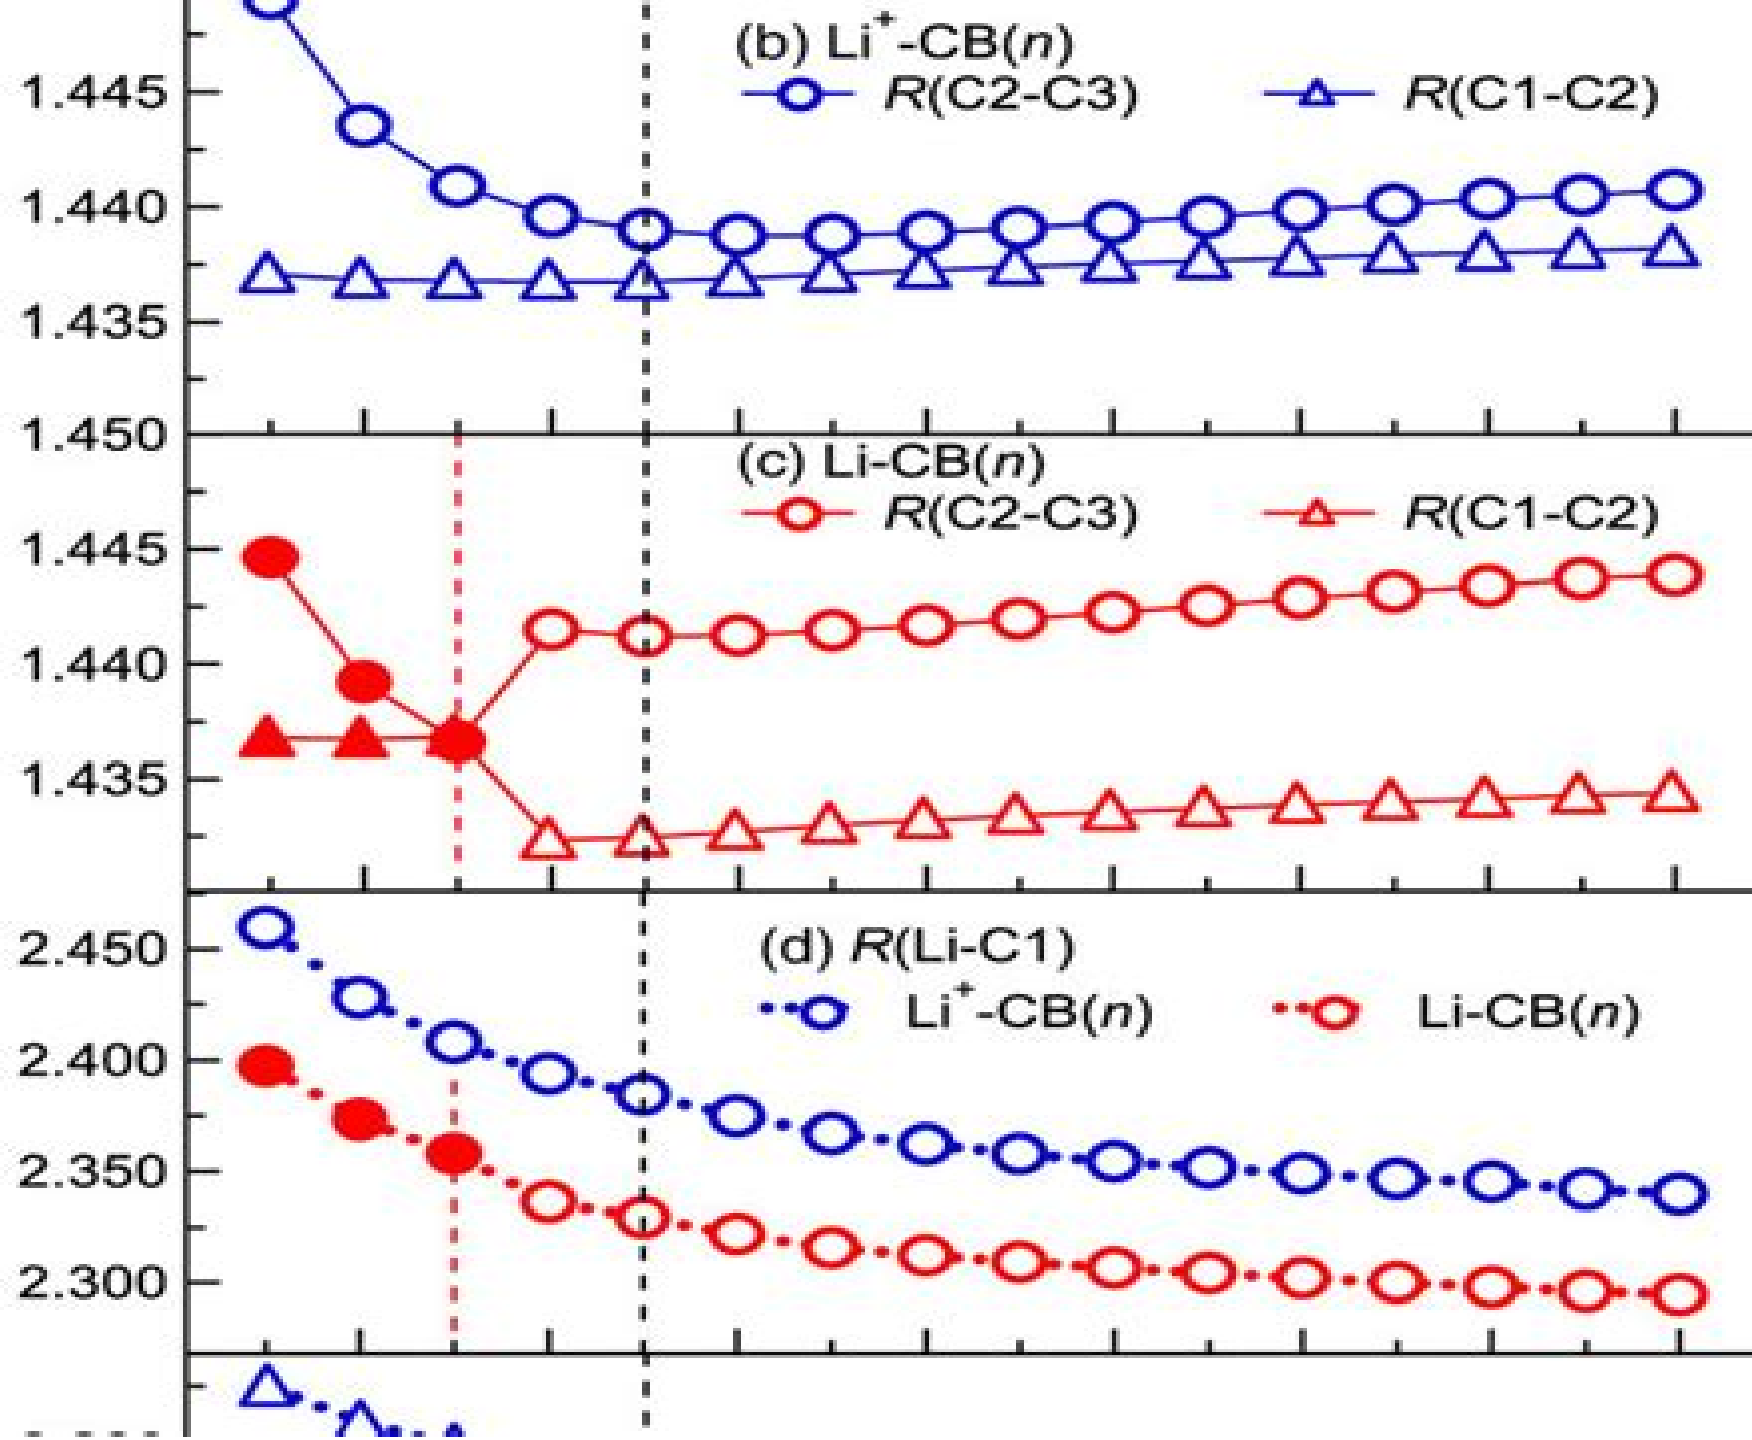 (b) Li⁺-CB(n)
1.445
R(C2-C3) R(C1-C2)
1.440
1.435
1.450
(c) Li-CB(n)
R(C2-C3) R(C1-C2)
1.445
1.440
1.435
2.450
(d) R(Li-C1)
Li⁺-CB(n) Li-CB(n)
2.400
2.350
2.300